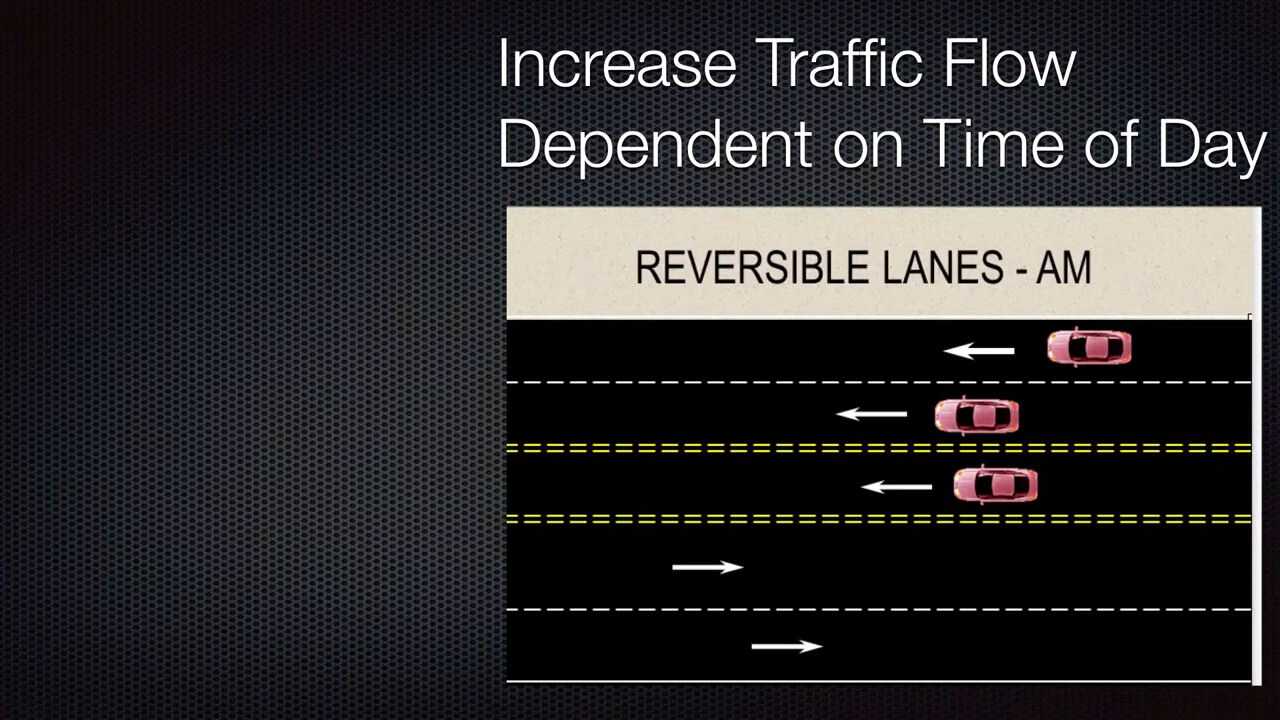 Increase Traffic Flow
Dependent on Time of Day
REVERSIBLE LANES - AM